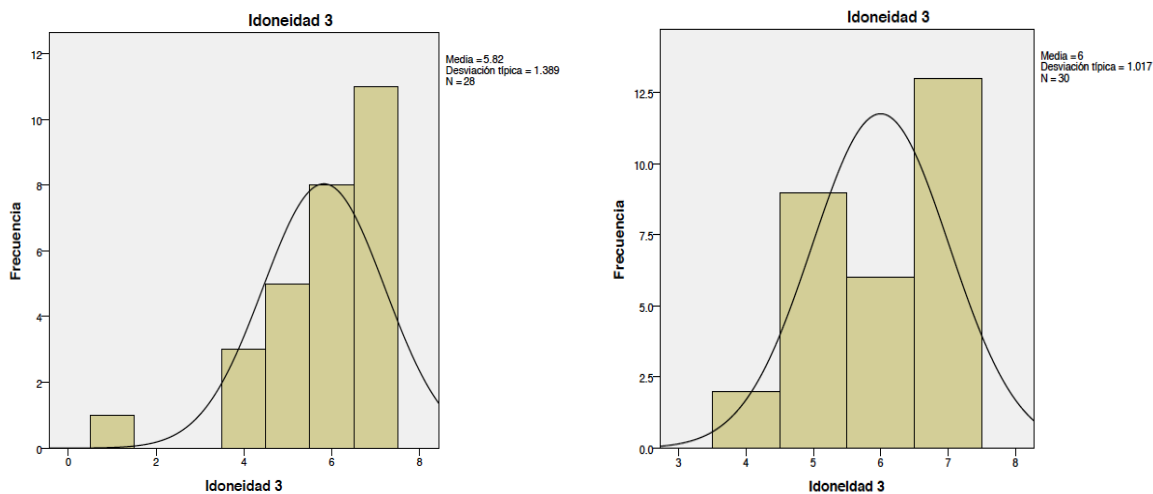 Idoneidad 3
Media =5.82
Desviación típica = 1.389
N = 28
12
10
8
6
4
2
0
Frecuencia
0 2 4 6 8
Idoneidad 3
Idoneidad 3
Media =6
Desviación típica = 1.017
N = 30
12.5
10.0
7.5
5.0
2.5
0.0
Frecuencia
3 4 5 6 7 8
Idoneidad 3